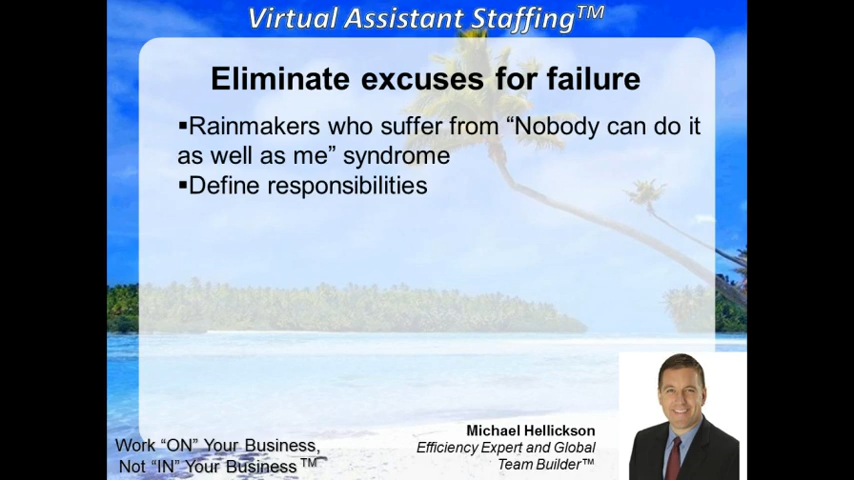 Virtual Assistant Staffing™
Eliminate excuses for failure
▪Rainmakers who suffer from “Nobody can do it
as well as me” syndrome
▪Define responsibilities
Michael Hellickson
Efficiency Expert and Global
Team Builder™
Work “ON” Your Business,
Not “IN” Your Business™